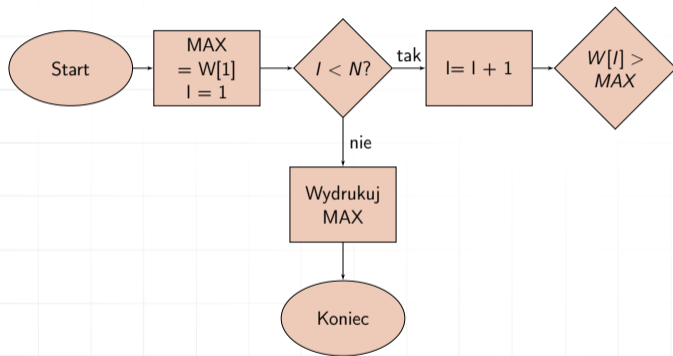 Start
MAX
= W[1]
I = 1
I < N?
tak
I= I + 1
W[I] >
MAX
nie
Wydrukuj
MAX
Koniec